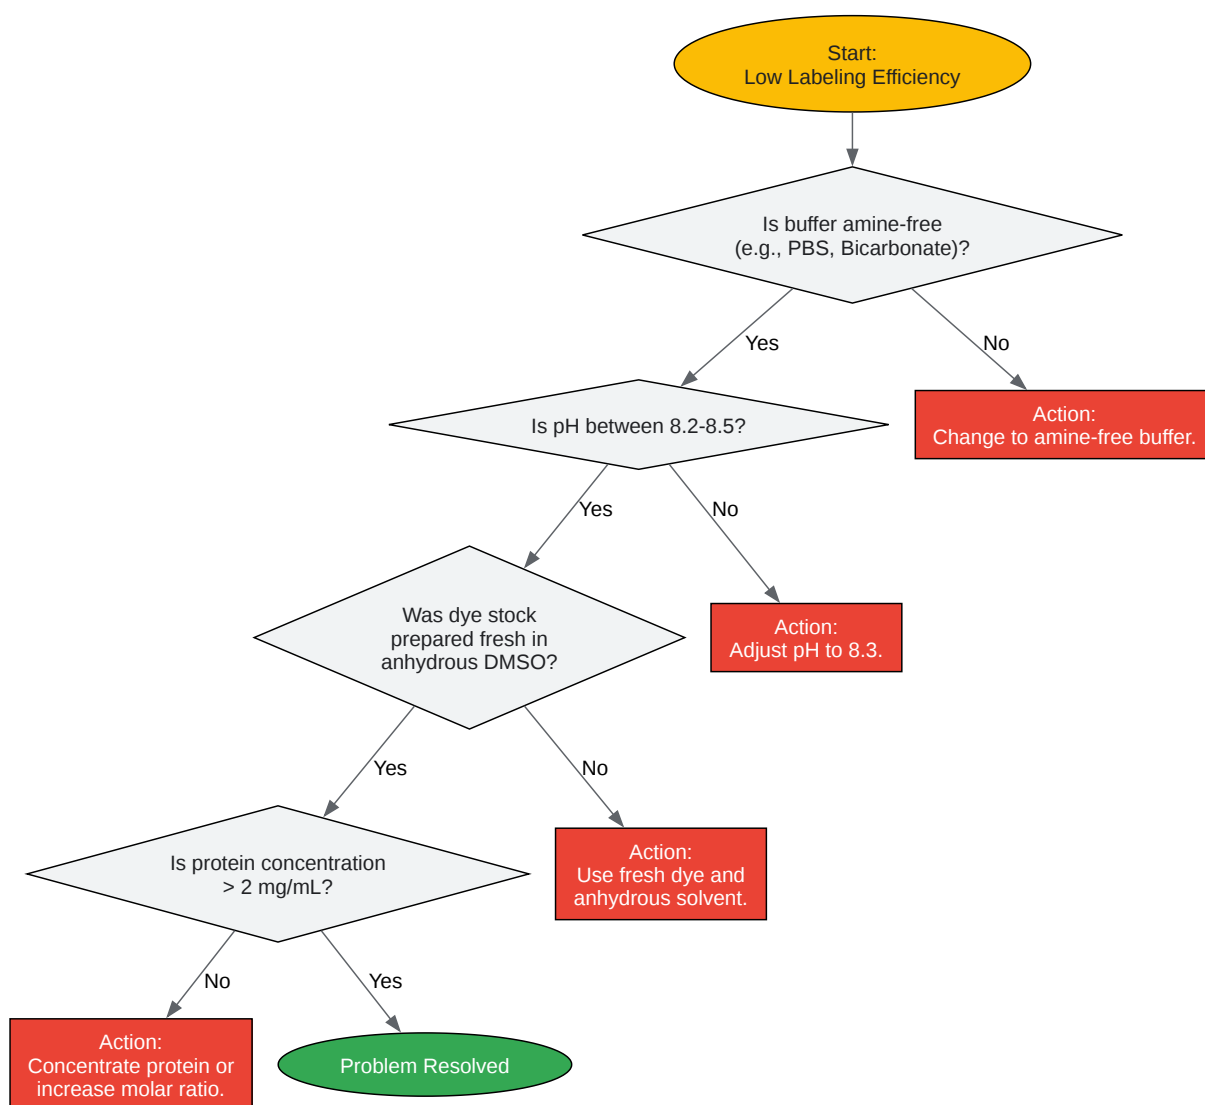 Start:
Low Labeling Efficiency
Is buffer amine-free
(e.g., PBS, Bicarbonate)?
Yes
No
Is pH between 8.2-8.5?
Action:
Change to amine-free buffer.
Yes
No
Was dye stock
prepared fresh in
anhydrous DMSO?
Action:
Adjust pH to 8.3.
Yes
No
Is protein concentration
> 2 mg/mL?
Action:
Use fresh dye and
anhydrous solvent.
No
Yes
Action:
Concentrate protein or
increase molar ratio.
Problem Resolved